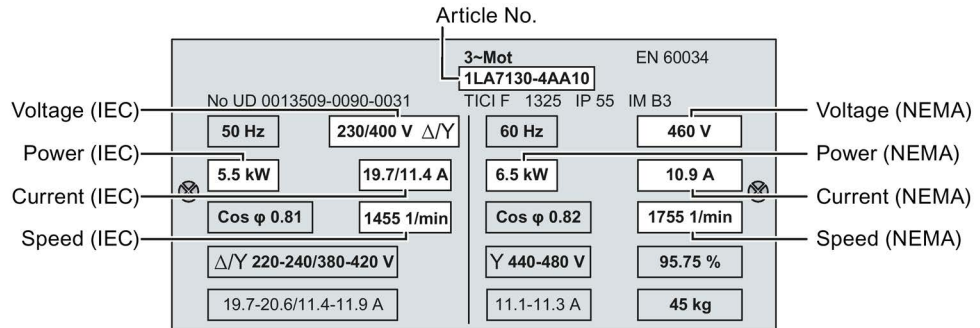 Article No.
3~Mot EN 60034
1LA7130-4AA10
No UD 0013509-0090-0031 TICI F 1325 IP 55 IM B3
Voltage (IEC) 50 Hz 230/400 V Δ/Y 60 Hz 460 V Voltage (NEMA)
Power (IEC) 5.5 kW 19.7/11.4 A 6.5 kW 10.9 A Power (NEMA)
Current (IEC) Current (NEMA)
Speed (IEC) Cos φ 0.81 1455 1/min Cos φ 0.82 1755 1/min Speed (NEMA)
Δ/Y 220-240/380-420 V Y 440-480 V 95.75 %
19.7-20.6/11.4-11.9 A 11.1-11.3 A 45 kg